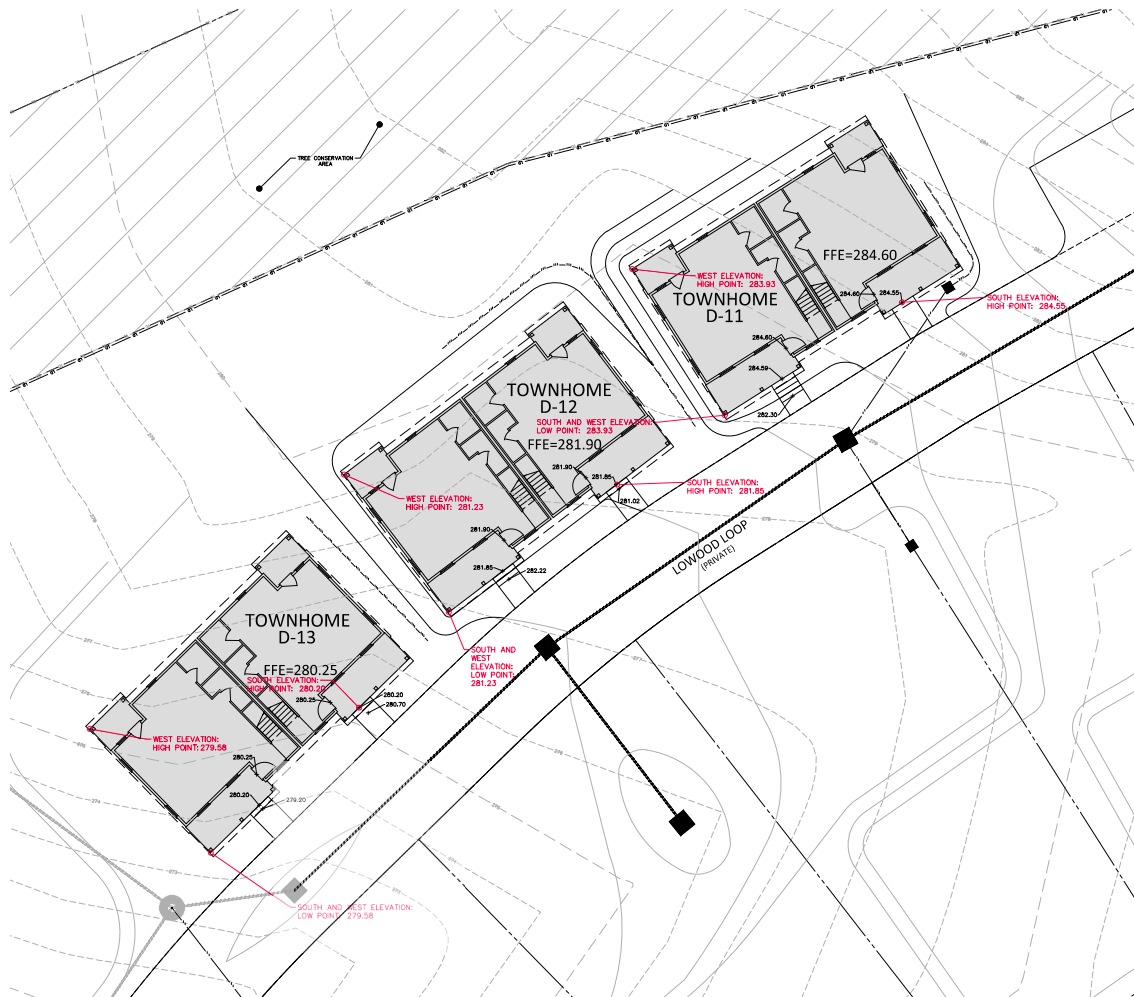 TREE CONSERVATION
AREA
FFE=284.60
WEST ELEVATION:
HIGH POINT: 283.93
TOWNHOME
D-11
284.60
284.55
SOUTH ELEVATION:
HIGH POINT: 284.55
284.60
284.59
282.30
TOWNHOME
D-12
SOUTH AND WEST ELEVATION:
LOW POINT: 283.93
FFE=281.90
281.90
281.85
281.02
SOUTH ELEVATION:
HIGH POINT: 281.85
WEST ELEVATION:
HIGH POINT: 281.23
281.90
281.85
282.22
LOWOOD LOOP
(PRIVATE)
TOWNHOME
D-13
FFE=280.25
SOUTH ELEVATION:
HIGH POINT: 280.20
280.25
280.20
280.70
SOUTH AND
WEST
ELEVATION:
LOW POINT:
281.23
WEST ELEVATION:
HIGH POINT: 279.58
280.25
280.20
279.20
SOUTH AND WEST ELEVATION:
LOW POINT: 279.58